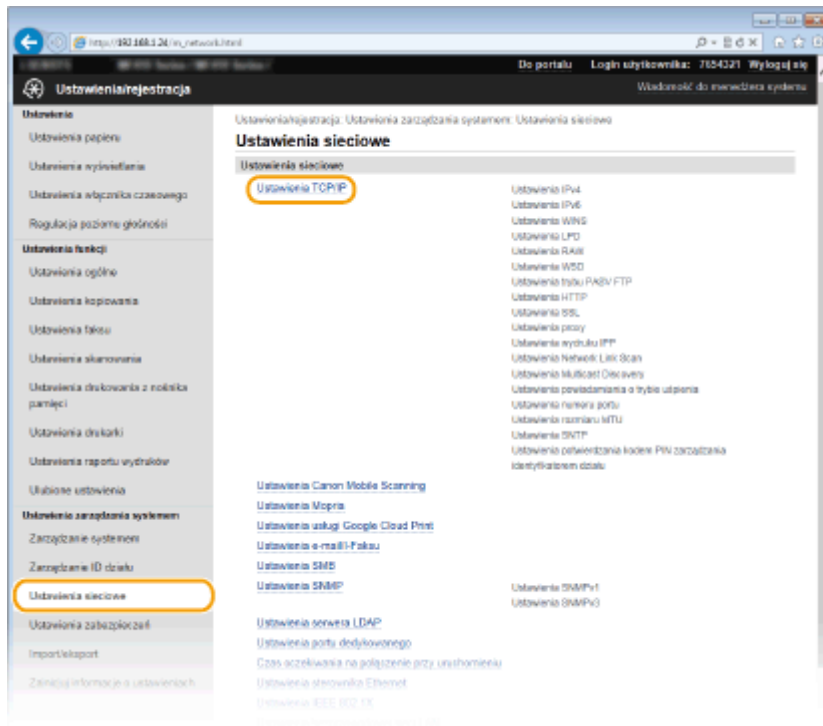 http://192.168.1.24/m_network.html
Do portalu Login użytkownika: 7654321 Wyloguj się
Ustawienia/rejestracja
Wiadomość do menedżera systemu
Ustawienia
Ustawienia papieru
Ustawienia wyświetlania
Ustawienia włącznika czasowego
Regulacja poziomu głośności
Ustawienia funkcji
Ustawienia ogólne
Ustawienia kopiowania
Ustawienia faksu
Ustawienia skanowania
Ustawienia drukowania z nośnika
pamięci
Ustawienia drukarki
Ustawienia raportu wydruków
Ulubione ustawienia
Ustawienia zarządzania systemem
Zarządzanie systemem
Zarządzanie ID działu
Ustawienia sieciowe
Ustawienia zabezpieczeń
Import/eksport
Zainicjuj informacje o ustawieniach
Ustawienia/rejestracja: Ustawienia zarządzania systemem: Ustawienia sieciowe
Ustawienia sieciowe
Ustawienia sieciowe
Ustawienia TCP/IP
Ustawienia IPv4
Ustawienia IPv6
Ustawienia WINS
Ustawienia LPD
Ustawienia RAW
Ustawienia WSD
Ustawienia trybu PASV FTP
Ustawienia HTTP
Ustawienia SSL
Ustawienia proxy
Ustawienia wydruku IPP
Ustawienia Network Link Scan
Ustawienia Multicast Discovery
Ustawienia powiadamiania o trybie uśpienia
Ustawienia numeru portu
Ustawienia rozmiaru MTU
Ustawienia SNTP
Ustawienia potwierdzania kodem PIN zarządzania
identyfikatorem działu
Ustawienia Canon Mobile Scanning
Ustawienia Mopria
Ustawienia usługi Google Cloud Print
Ustawienia e-mail/I-Faksu
Ustawienia SMB
Ustawienia SNMP
Ustawienia SNMPv1
Ustawienia SNMPv3
Ustawienia serwera LDAP
Ustawienia portu dedykowanego
Czas oczekiwania na połączenie przy uruchomieniu
Ustawienia sterownika Ethernet
Ustawienia IEEE 802.1X